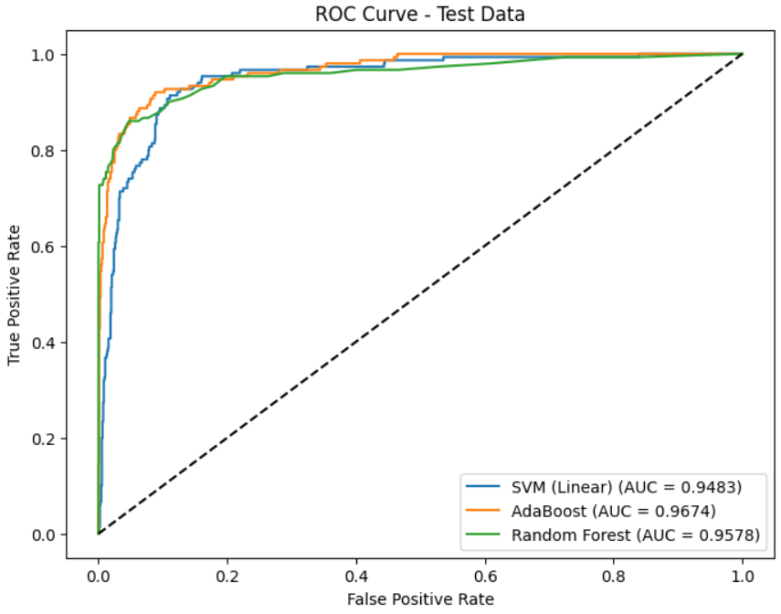 ROC Curve - Test Data
True Positive Rate
1.0
0.8
0.6
0.4
0.2
0.0
SVM (Linear) (AUC = 0.9483)
AdaBoost (AUC = 0.9674)
Random Forest (AUC = 0.9578)
0.0 0.2 0.4 0.6 0.8 1.0
False Positive Rate